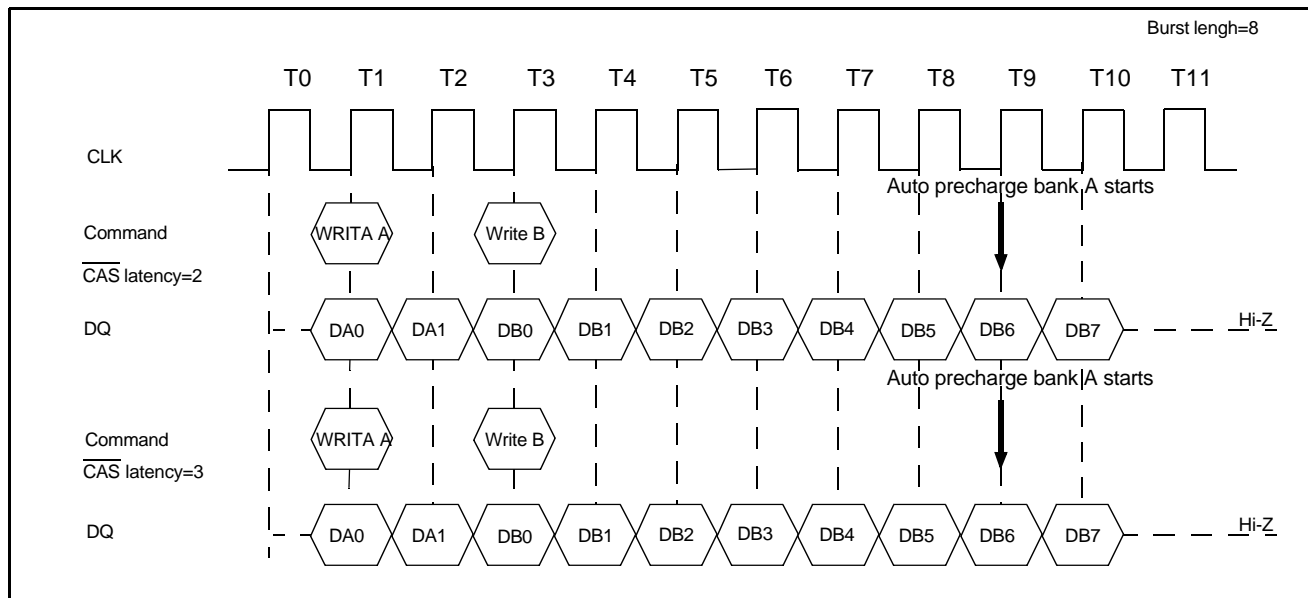 Burst lengh=8
T0 T1 T2 T3 T4 T5 T6 T7 T8 T9 T10 T11
CLK
Auto precharge bank A starts
Command WRITA A Write B
CAS latency=2
DQ DA0 DA1 DB0 DB1 DB2 DB3 DB4 DB5 DB6 DB7 Hi-Z
Auto precharge bank A starts
Command WRITA A Write B
CAS latency=3
DQ DA0 DA1 DB0 DB1 DB2 DB3 DB4 DB5 DB6 DB7 Hi-Z